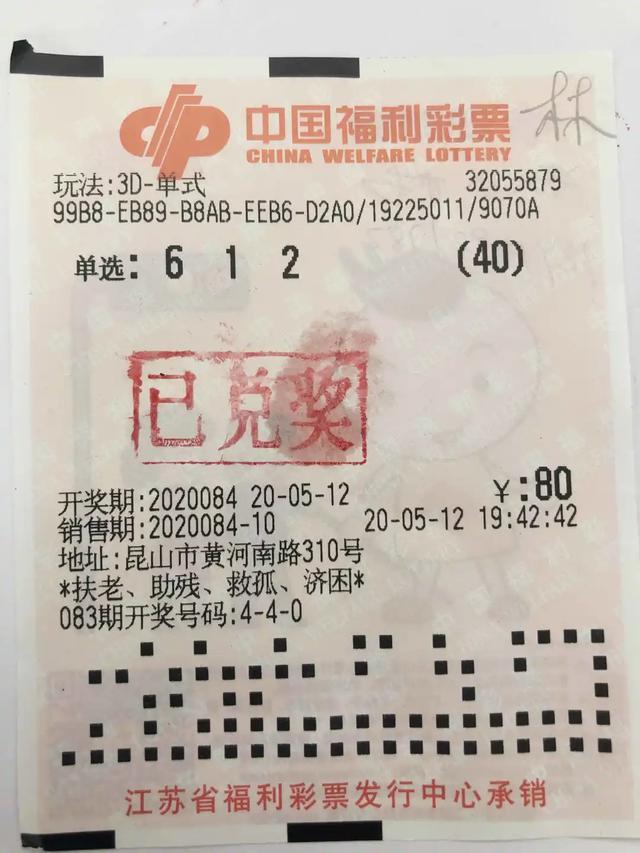 中国福利彩票
CHINA WELFARE LOTTERY
林
玩法:3D-单式 32055879
99B8-EB89-B8AB-EEB6-D2A0/19225011/9070A
单选: 6 1 2 (40)
已兑奖
开奖期:2020084 20-05-12 ¥:80
销售期:2020084-10 20-05-12 19:42:42
地址:昆山市黄河南路310号
*扶老、助残、救孤、济困*
083期开奖号码:4-4-0
江苏省福利彩票发行中心承销